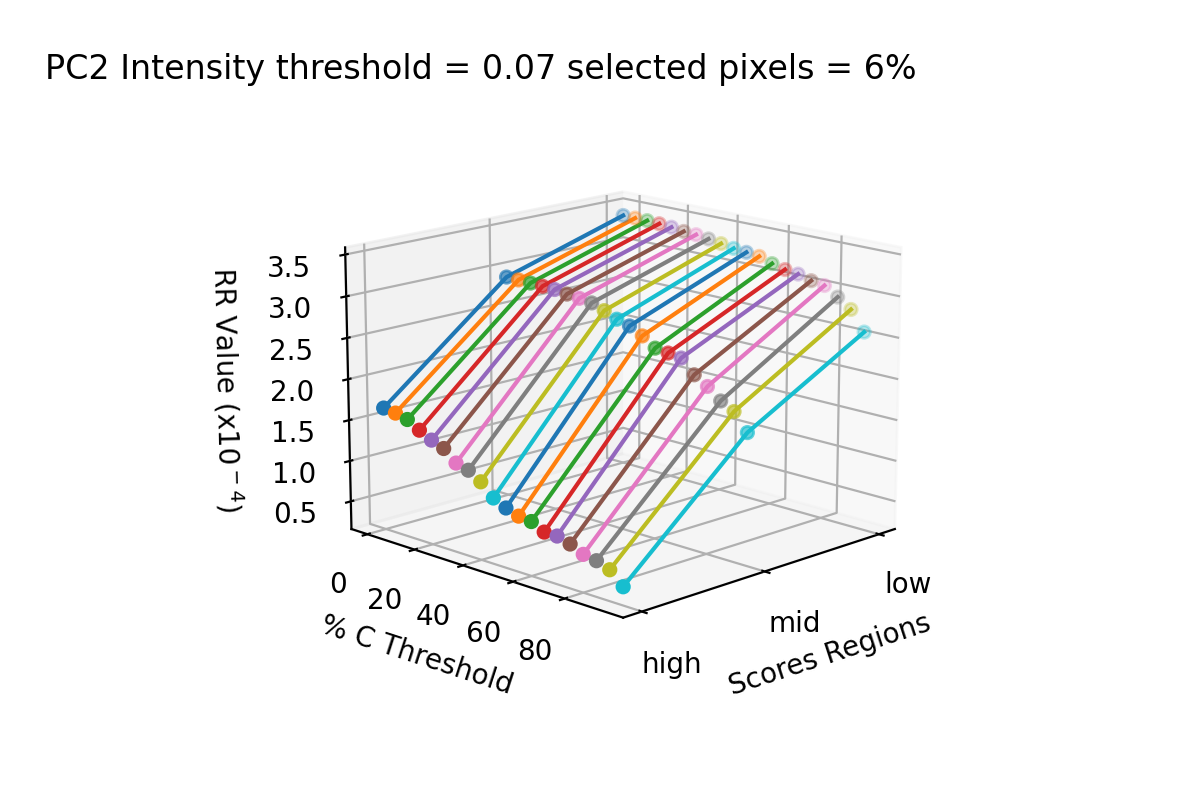 PC2 Intensity threshold = 0.07 selected pixels = 6%
RR Value (x10⁻⁴)
3.5
3.0
2.5
2.0
1.5
1.0
0.5
0
20
40
60
80
% C Threshold
high
mid
low
Scores Regions